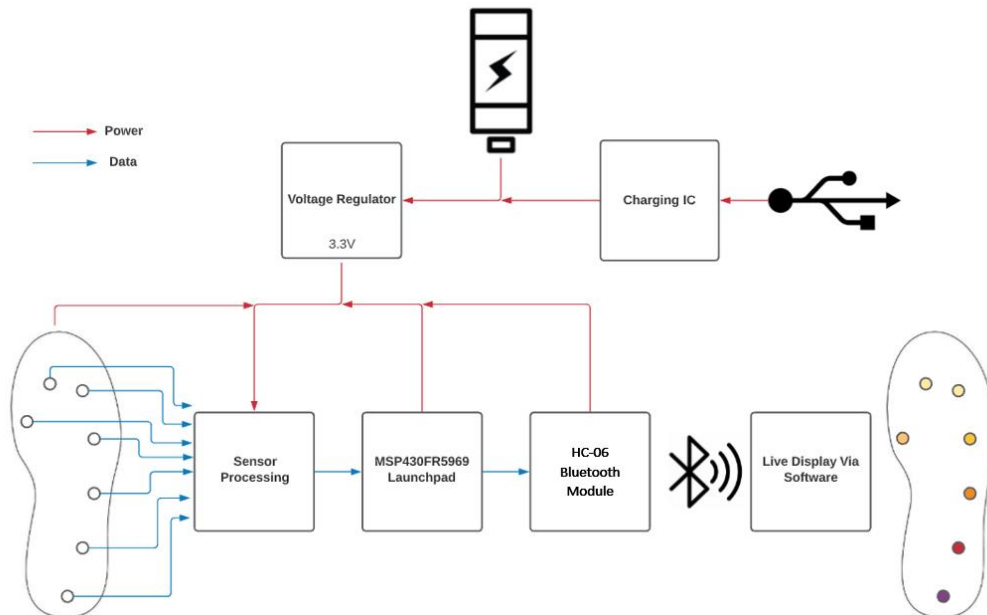 Power
Data
Voltage Regulator
3.3V
Charging IC
Sensor
Processing
MSP430FR5969
Launchpad
HC-06
Bluetooth
Module
Live Display Via
Software